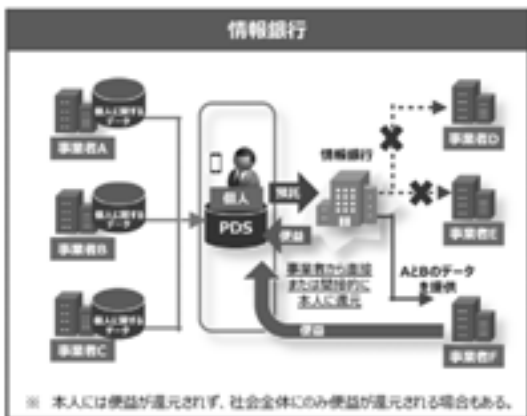 情報銀行
個人に関する
データ
事業者A
個人に関する
データ
事業者B
個人に関する
データ
事業者C
個人
PDS
預託
便益
情報銀行
事業者から直接
または間接的に
本人に還元
便益
AとBのデータ
を提供
事業者D
事業者E
事業者F
※ 本人には便益が還元されず、社会全体にのみ便益が還元される場合もある。